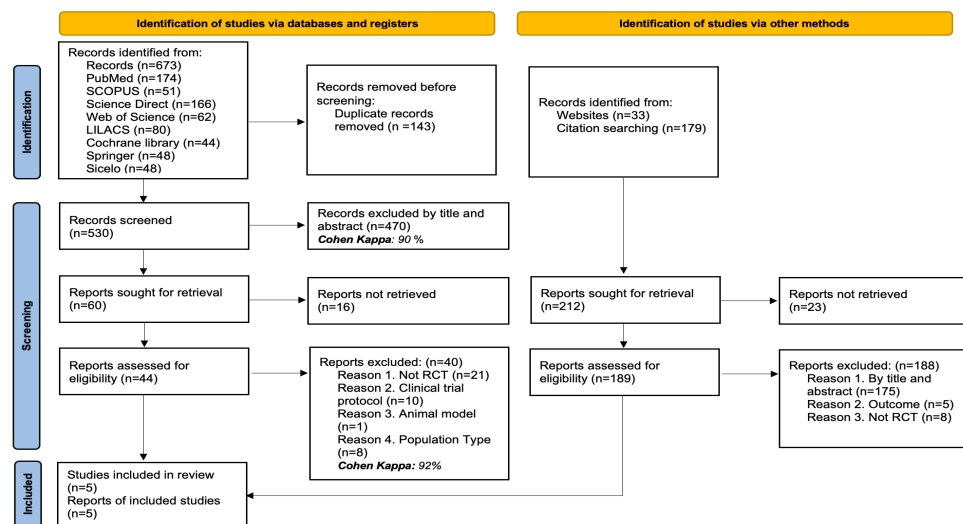 Identification of studies via databases and registers
Identification of studies via other methods
Identification
Records identified from:
Records (n=673)
PubMed (n=174)
SCOPUS (n=51)
Science Direct (n=166)
Web of Science (n=62)
LILACS (n=80)
Cochrane library (n=44)
Springer (n=48)
Sicelo (n=48)
Records removed before
screening:
Duplicate records
removed (n =143)
Records identified from:
Websites (n=33)
Citation searching (n=179)
Screening
Records screened
(n=530)
Records excluded by title and
abstract (n=470)
Cohen Kappa: 90 %
Reports sought for retrieval
(n=60)
Reports not retrieved
(n=16)
Reports sought for retrieval
(n=212)
Reports not retrieved
(n=23)
Reports assessed for
eligibility (n=44)
Reports excluded: (n=40)
Reason 1. Not RCT (n=21)
Reason 2. Clinical trial
protocol (n=10)
Reason 3. Animal model
(n=1)
Reason 4. Population Type
(n=8)
Cohen Kappa: 92%
Reports assessed for
eligibility (n=189)
Reports excluded: (n=188)
Reason 1. By title and
abstract (n=175)
Reason 2. Outcome (n=5)
Reason 3. Not RCT (n=8)
Included
Studies included in review
(n=5)
Reports of included studies
(n=5)